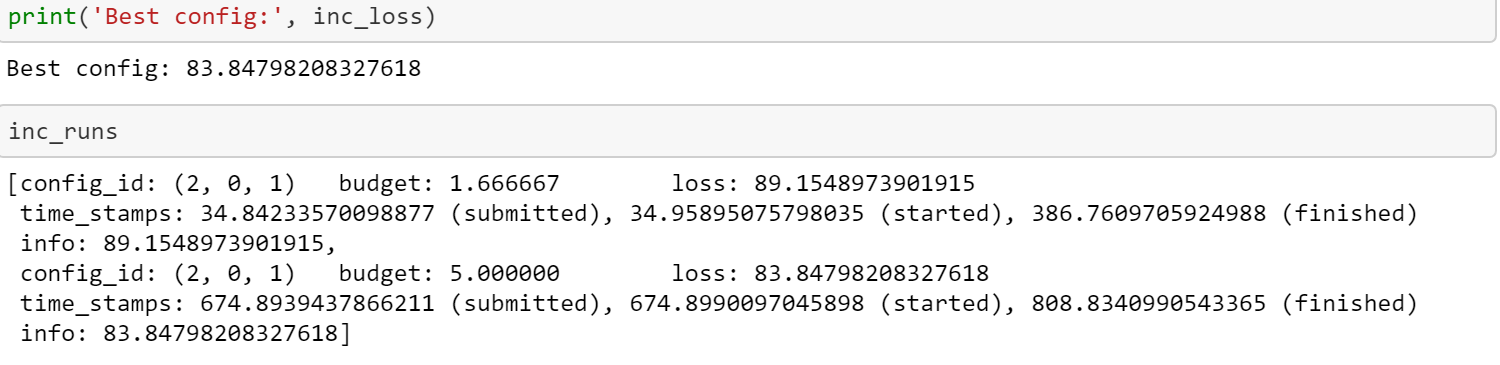 print('Best config:', inc_loss)
Best config: 83.84798208327618
inc_runs
[config_id: (2, 0, 1)   budget: 1.666667        loss: 89.1548973901915
 time_stamps: 34.84233570098877 (submitted), 34.95895075798035 (started), 386.7609705924988 (finished)
 info: 89.1548973901915,
 config_id: (2, 0, 1)   budget: 5.000000        loss: 83.84798208327618
 time_stamps: 674.8939437866211 (submitted), 674.8990097045898 (started), 808.8340990543365 (finished)
 info: 83.84798208327618]